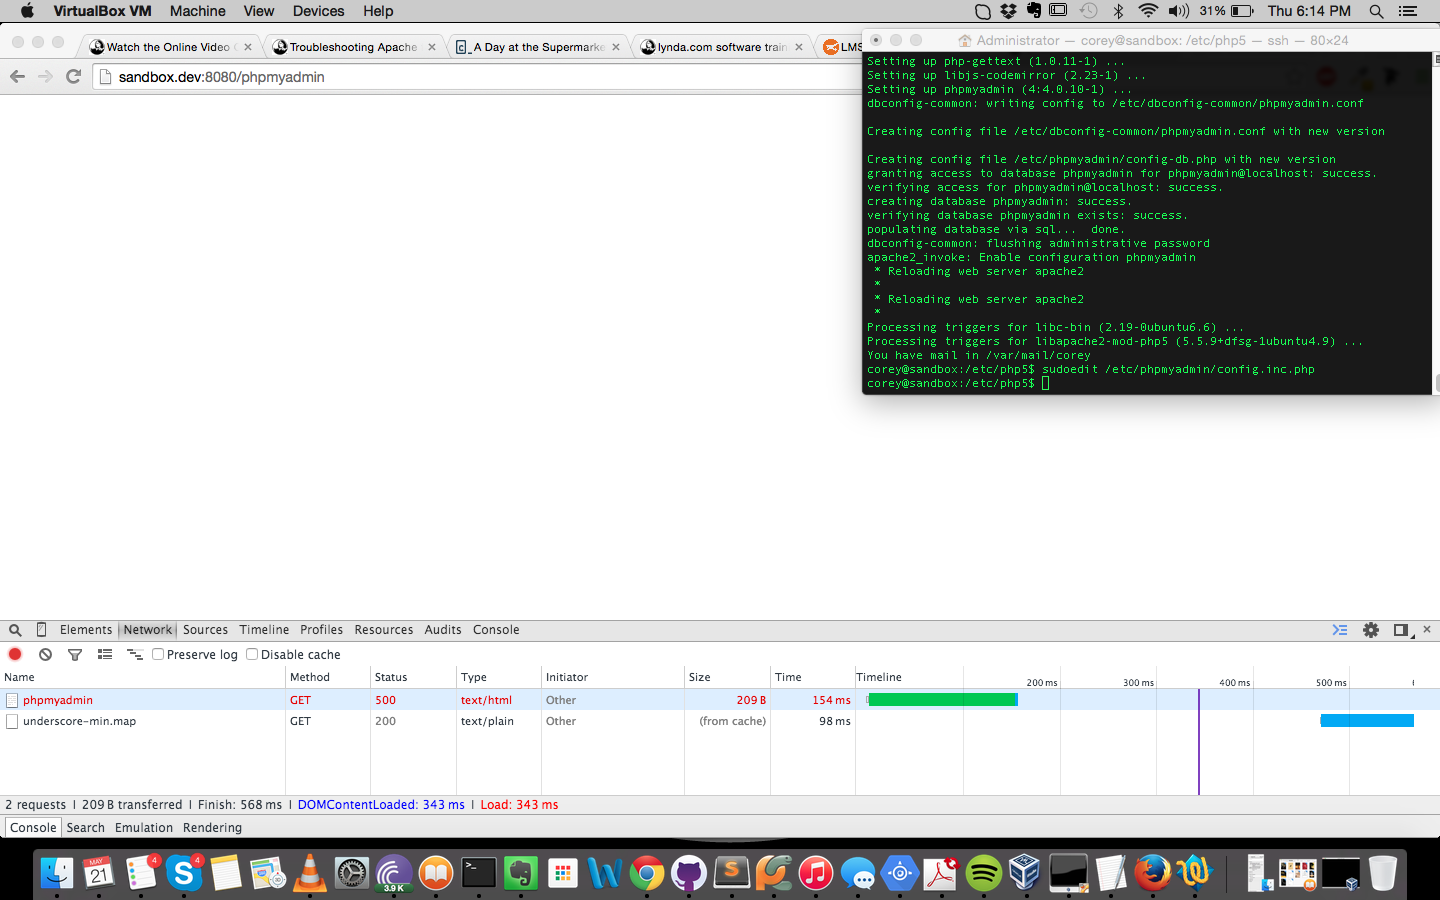 VirtualBox VM Machine View Devices Help
31% Thu 6:14 PM
Watch the Online Video
Troubleshooting Apache
A Day at the Supermarke
lynda.com software train
LMS
sandbox.dev:8080/phpmyadmin
Administrator — corey@sandbox: /etc/php5 — ssh — 80×24
Setting up php-gettext (1.0.11-1) ...
Setting up libjs-codemirror (2.23-1) ...
Setting up phpmyadmin (4:4.0.10-1) ...
dbconfig-common: writing config to /etc/dbconfig-common/phpmyadmin.conf
Creating config file /etc/dbconfig-common/phpmyadmin.conf with new version
Creating config file /etc/phpmyadmin/config-db.php with new version
granting access to database phpmyadmin for phpmyadmin@localhost: success.
verifying access for phpmyadmin@localhost: success.
creating database phpmyadmin: success.
verifying database phpmyadmin exists: success.
populating database via sql... done.
dbconfig-common: flushing administrative password
apache2_invoke: Enable configuration phpmyadmin
* Reloading web server apache2
*
* Reloading web server apache2
*
Processing triggers for libc-bin (2.19-0ubuntu6.6) ...
Processing triggers for libapache2-mod-php5 (5.5.9+dfsg-1ubuntu4.9) ...
You have mail in /var/mail/corey
corey@sandbox:/etc/php5$ sudoedit /etc/phpmyadmin/config.inc.php
corey@sandbox:/etc/php5$
Elements Network Sources Timeline Profiles Resources Audits Console
Preserve log Disable cache
Name Method Status Type Initiator Size Time Timeline
200 ms 300 ms 400 ms 500 ms
phpmyadmin GET 500 text/html Other 209 B 154 ms
underscore-min.map GET 200 text/plain Other (from cache) 98 ms
2 requests | 209 B transferred | Finish: 568 ms | DOMContentLoaded: 343 ms | Load: 343 ms
Console Search Emulation Rendering
MAY
21
4
4
3.9 K